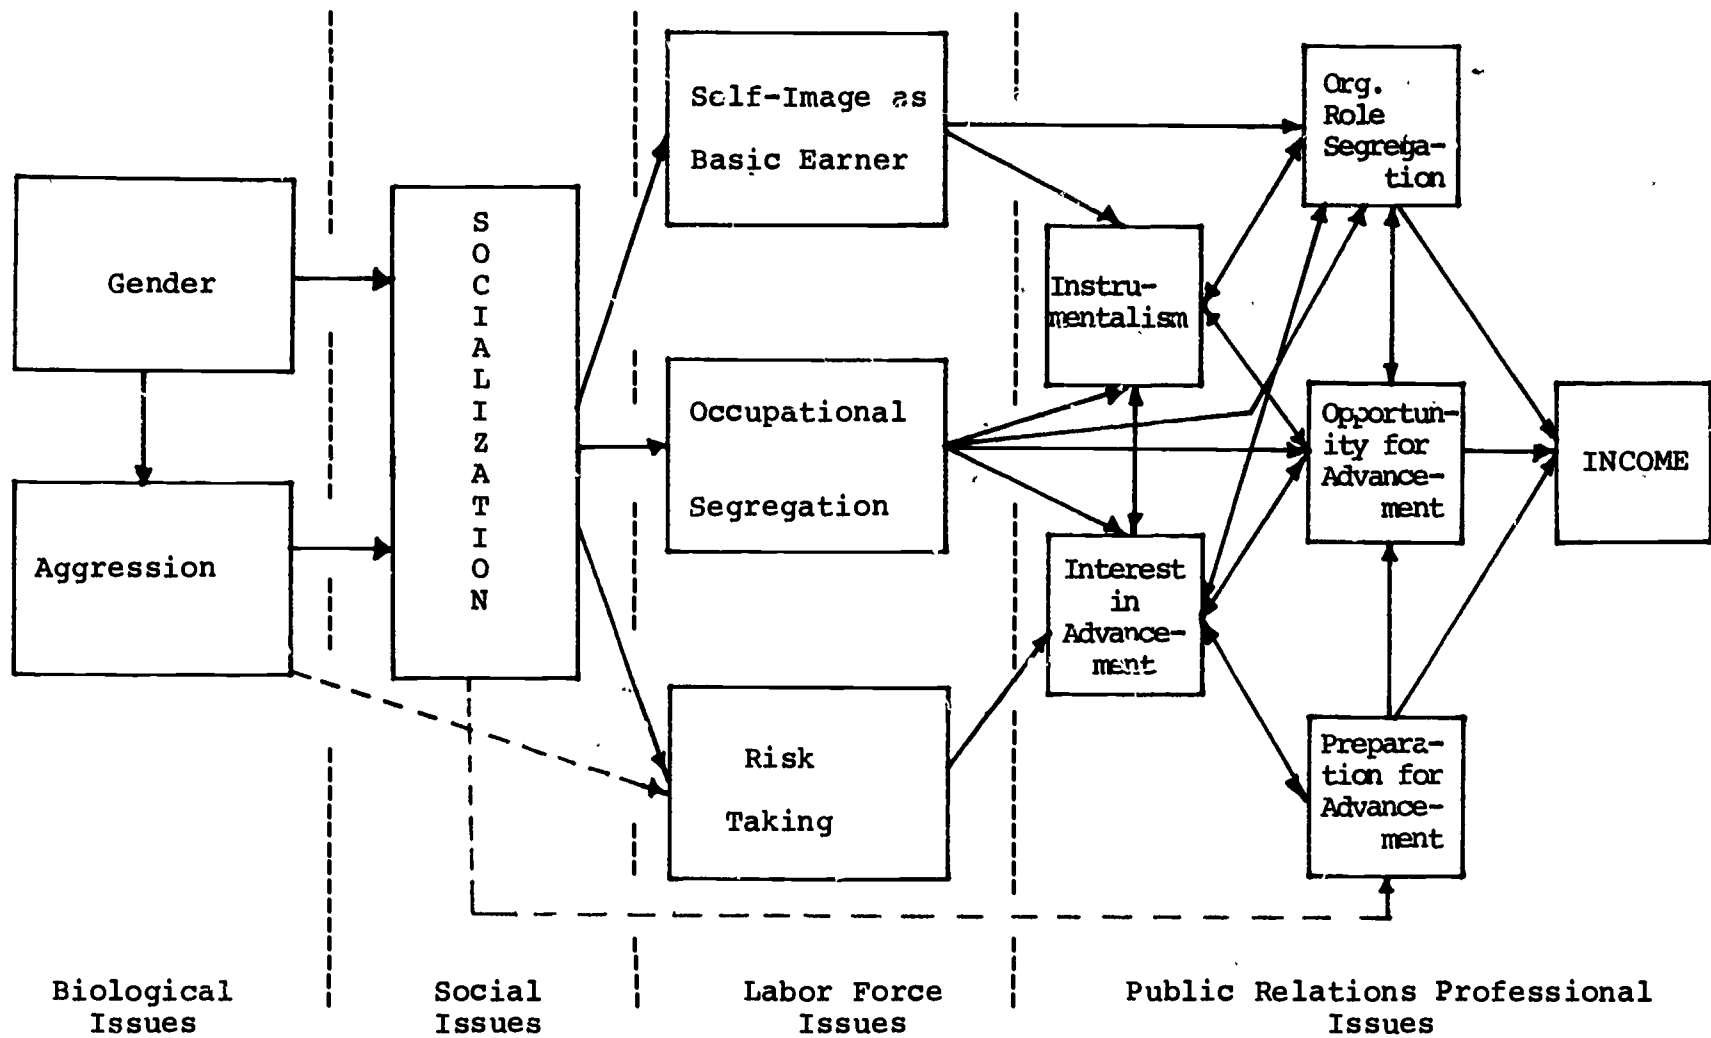 Gender
Aggression
SOCIALIZATION
Self-Image as
Basic Earner
Occupational
Segregation
Risk
Taking
Instru-
mentalism
Interest
in
Advance-
ment
Org.
Role
Segrega-
tion
Opportun-
ity for
Advance-
ment
Prepara-
tion for
Advance-
ment
INCOME
Biological
Issues
Social
Issues
Labor Force
Issues
Public Relations Professional
Issues